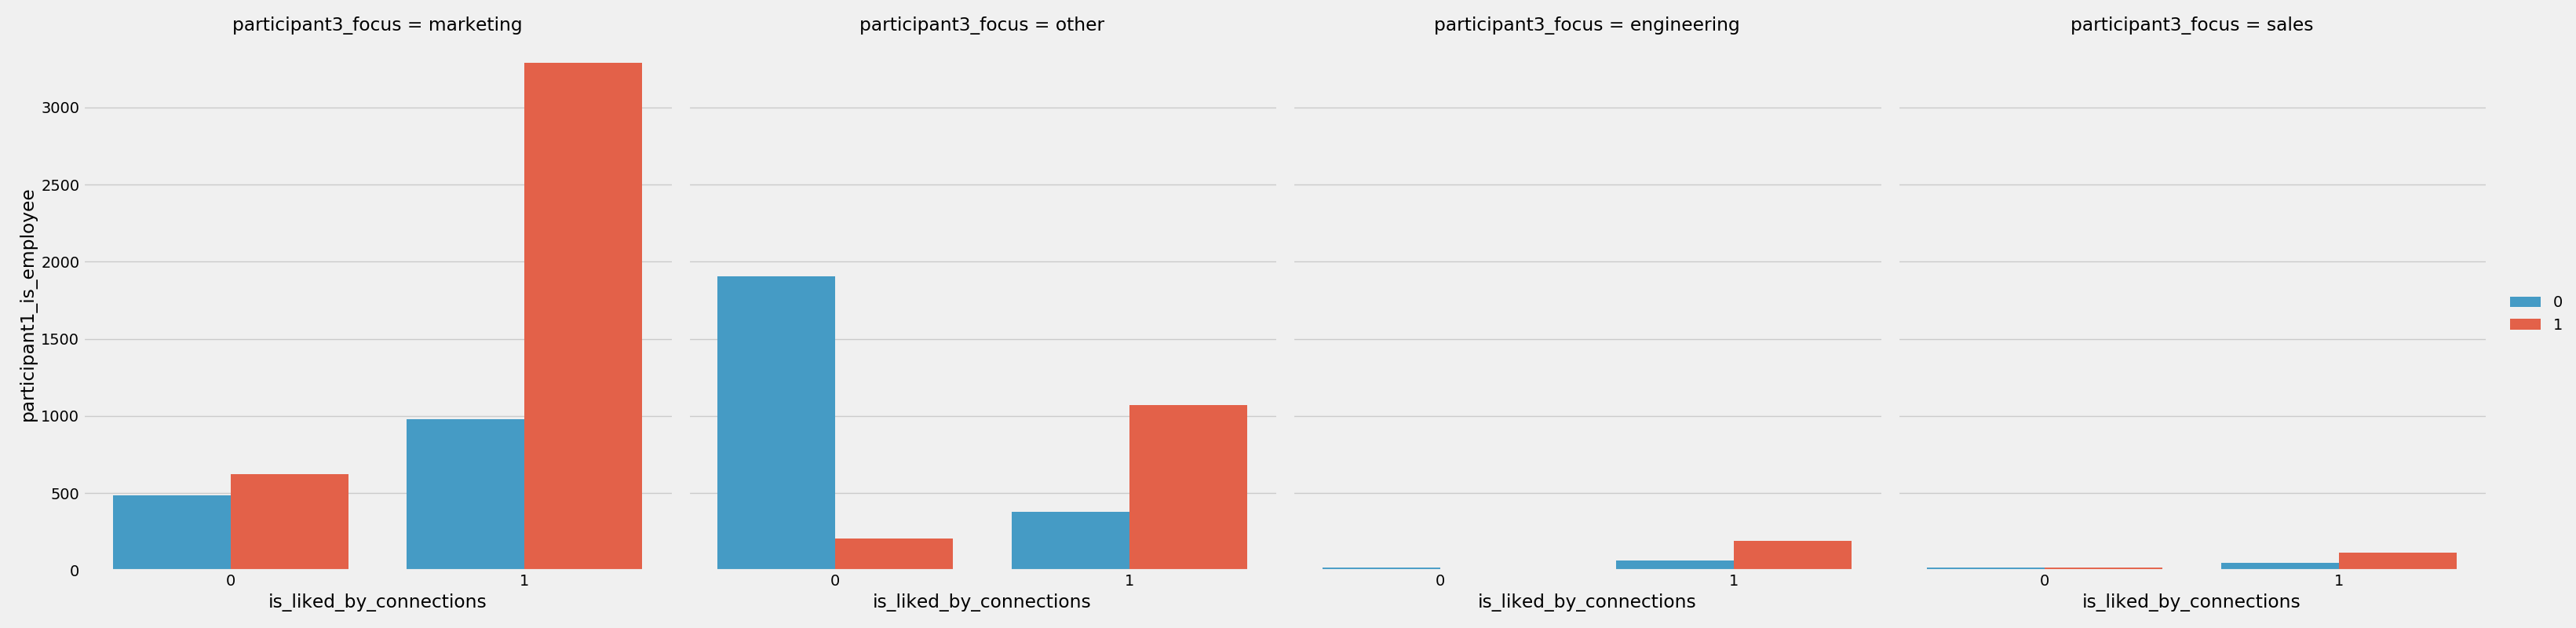 participant3_focus = marketing
participant3_focus = other
participant3_focus = engineering
participant3_focus = sales
participant1_is_employee
3000
2500
2000
1500
1000
500
0
0 1
0 1
0 1
0 1
is_liked_by_connections
is_liked_by_connections
is_liked_by_connections
is_liked_by_connections
0
1